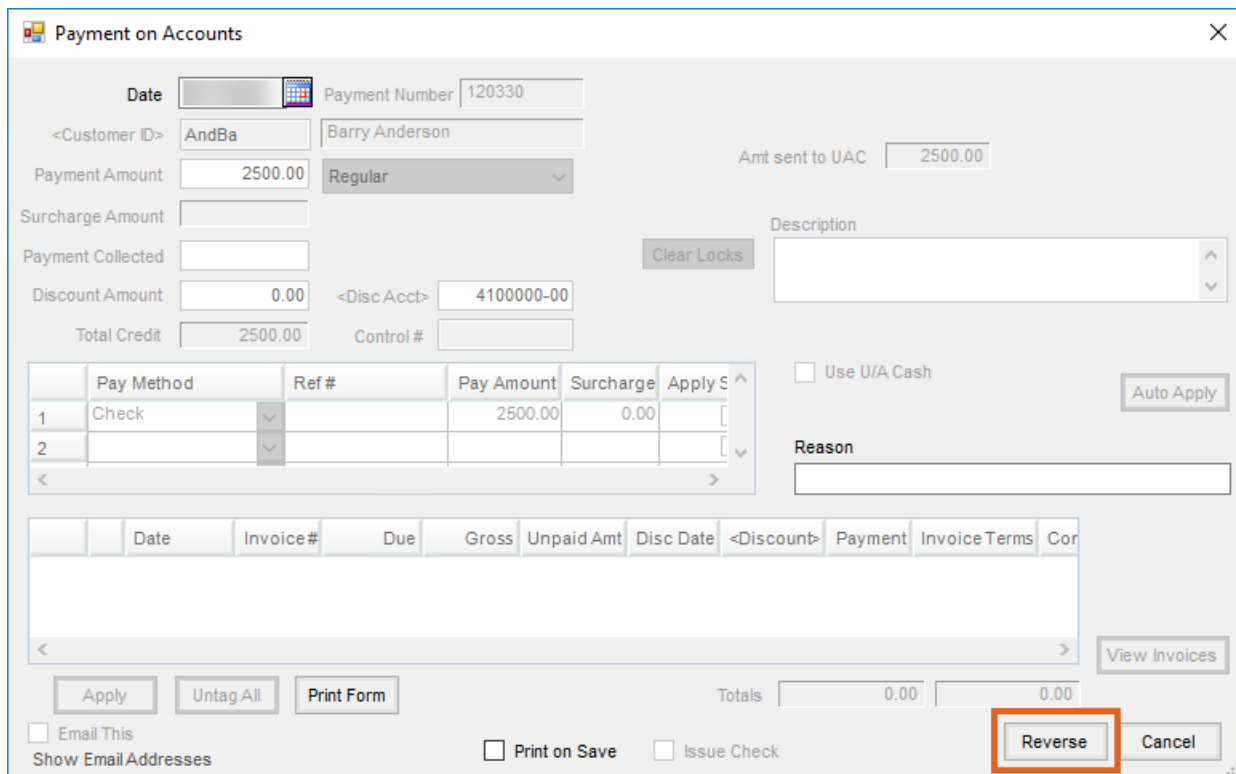 Payment on Accounts
Date Payment Number 120330
<Customer ID> AndBa Barry Anderson
Amt sent to UAC 2500.00
Payment Amount 2500.00 Regular
Surcharge Amount
Description
Payment Collected Clear Locks
Discount Amount 0.00 <Disc Acct> 4100000-00
Total Credit 2500.00 Control #
Pay Method Ref # Pay Amount Surcharge Apply S
1 Check 2500.00 0.00
2
Use U/A Cash
Auto Apply
Reason
Date Invoice # Due Gross Unpaid Amt Disc Date <Discount> Payment Invoice Terms Cor
View Invoices
Apply Untag All Print Form Totals 0.00 0.00
Email This
Show Email Addresses
Print on Save Issue Check Reverse Cancel